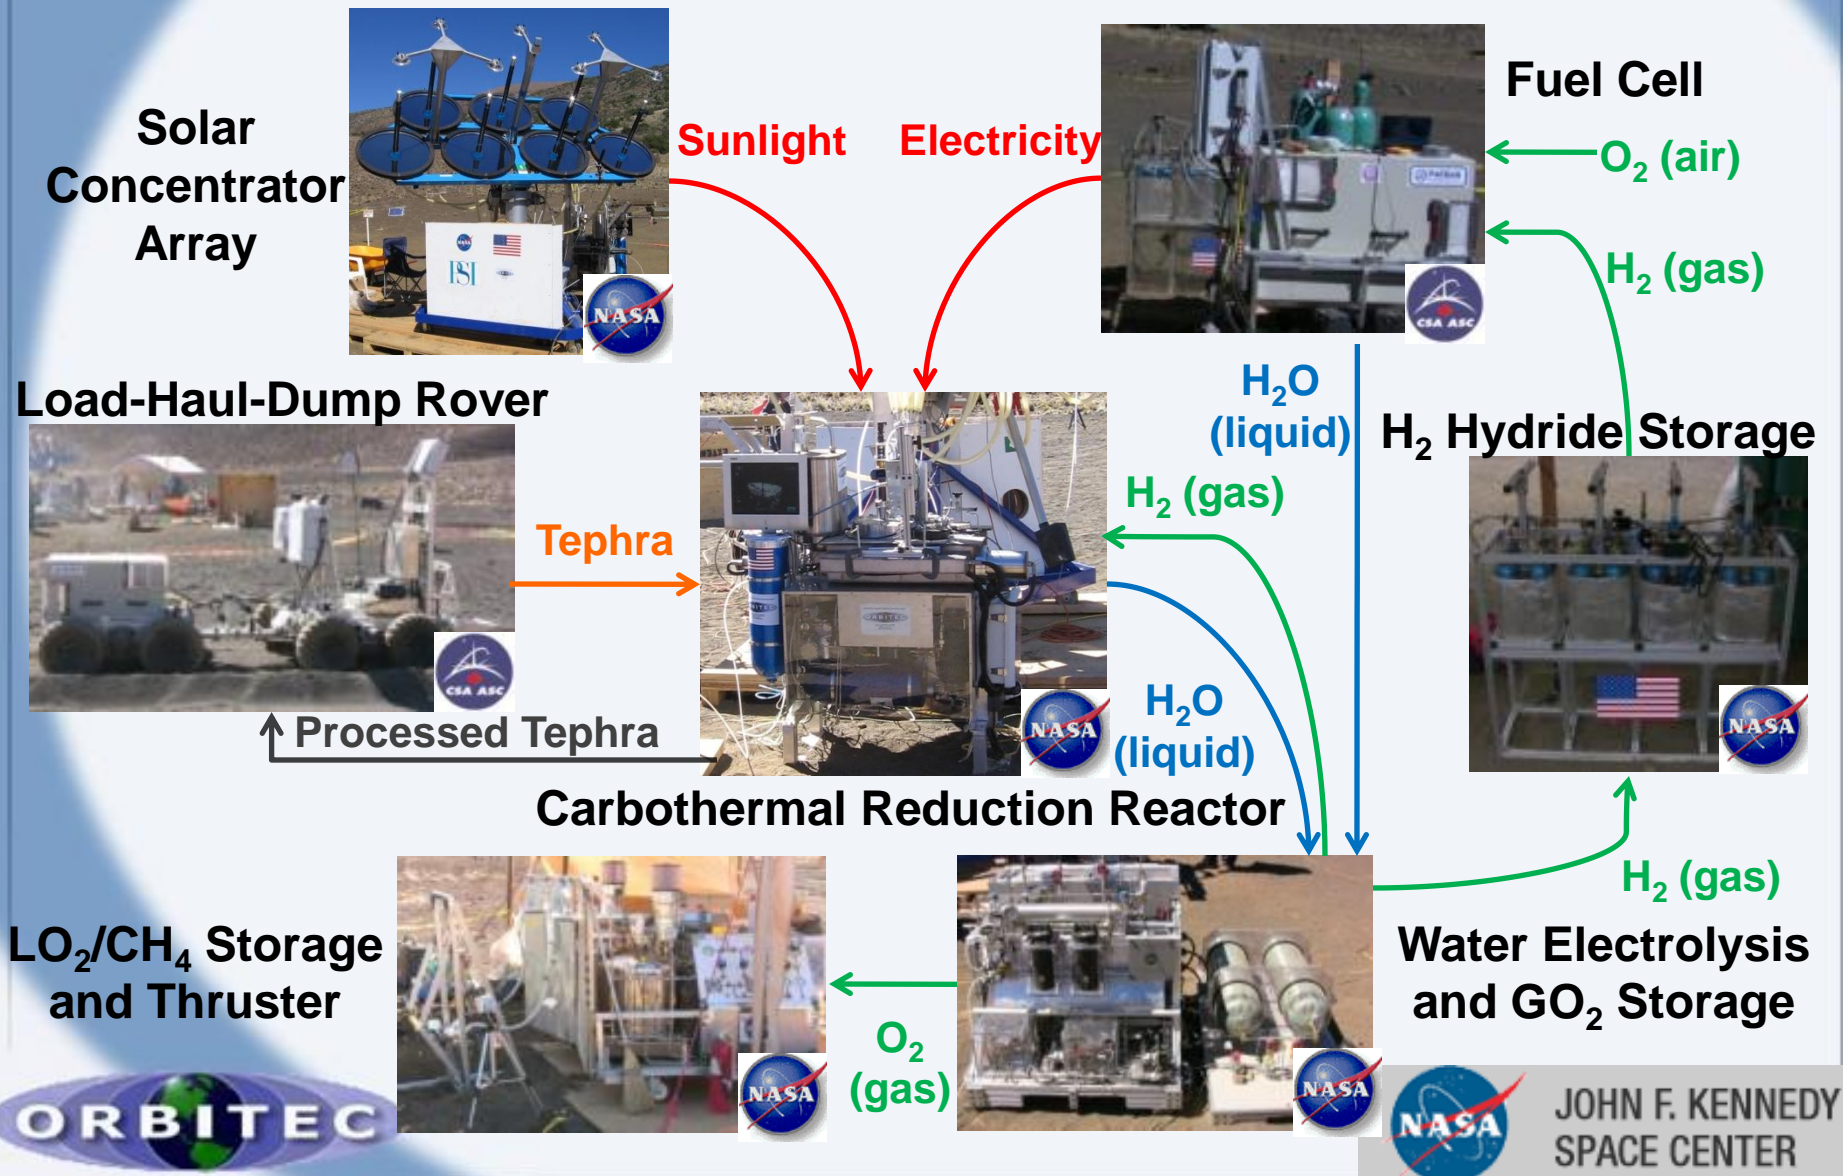 Solar
Concentrator
Array
Sunlight
Electricity
Fuel Cell
O₂ (air)
H₂ (gas)
PSI
NASA
CSA ASC
Load-Haul-Dump Rover
H₂O
(liquid)
H₂ Hydride Storage
H₂ (gas)
Tephra
ORBITEC
CSA ASC
Processed Tephra
H₂O
(liquid)
NASA
NASA
Carbothermal Reduction Reactor
H₂ (gas)
LO₂/CH₄ Storage
and Thruster
O₂
(gas)
Water Electrolysis
and GO₂ Storage
NASA
NASA
ORBITEC
NASA
JOHN F. KENNEDY
SPACE CENTER